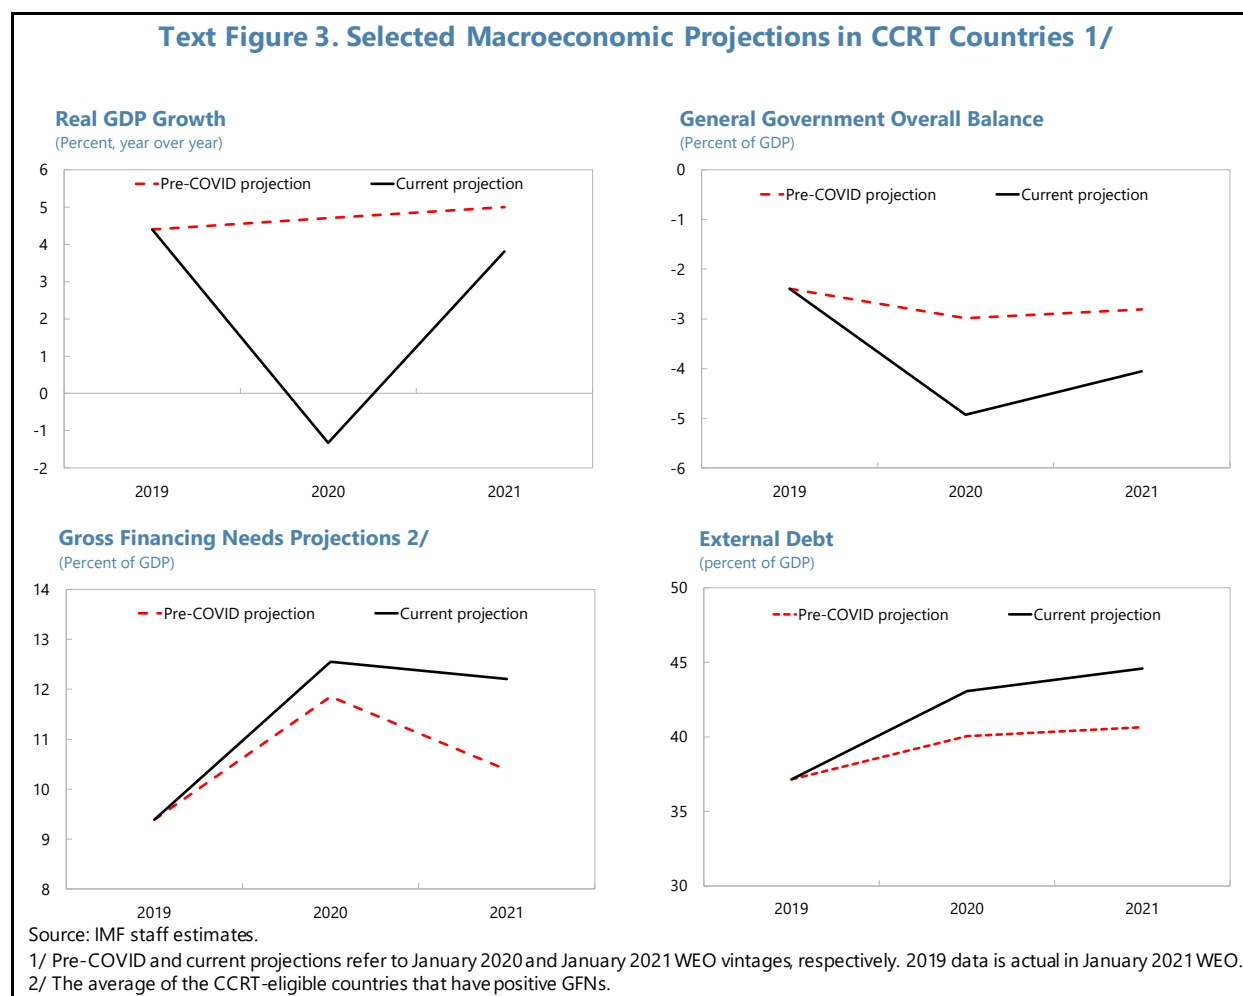 Text Figure 3. Selected Macroeconomic Projections in CCRT Countries 1/
Real GDP Growth
(Percent, year over year)
6
5
4
3
2
1
0
-1
-2
Pre-COVID projection
Current projection
2019
2020
2021
General Government Overall Balance
(Percent of GDP)
0
-1
-2
-3
-4
-5
-6
Pre-COVID projection
Current projection
2019
2020
2021
Gross Financing Needs Projections 2/
(Percent of GDP)
14
13
12
11
10
9
8
Pre-COVID projection
Current projection
2019
2020
2021
External Debt
(percent of GDP)
50
45
40
35
30
Pre-COVID projection
Current projection
2019
2020
2021
Source: IMF staff estimates.
1/ Pre-COVID and current projections refer to January 2020 and January 2021 WEO vintages, respectively. 2019 data is actual in January 2021 WEO.
2/ The average of the CCRT-eligible countries that have positive GFNs.